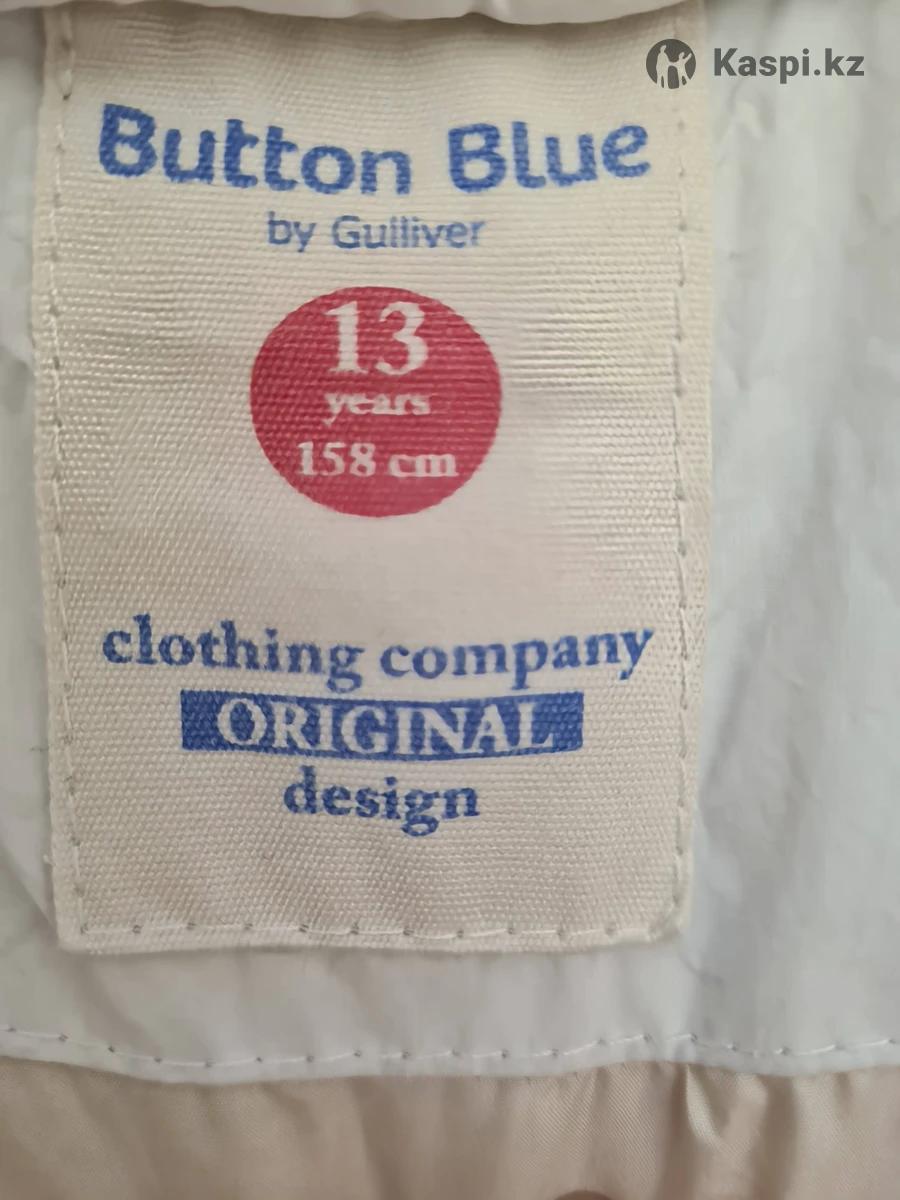 Kaspi.kz
Button Blue
by Gulliver
13
years
158 cm
clothing company
ORIGINAL
design